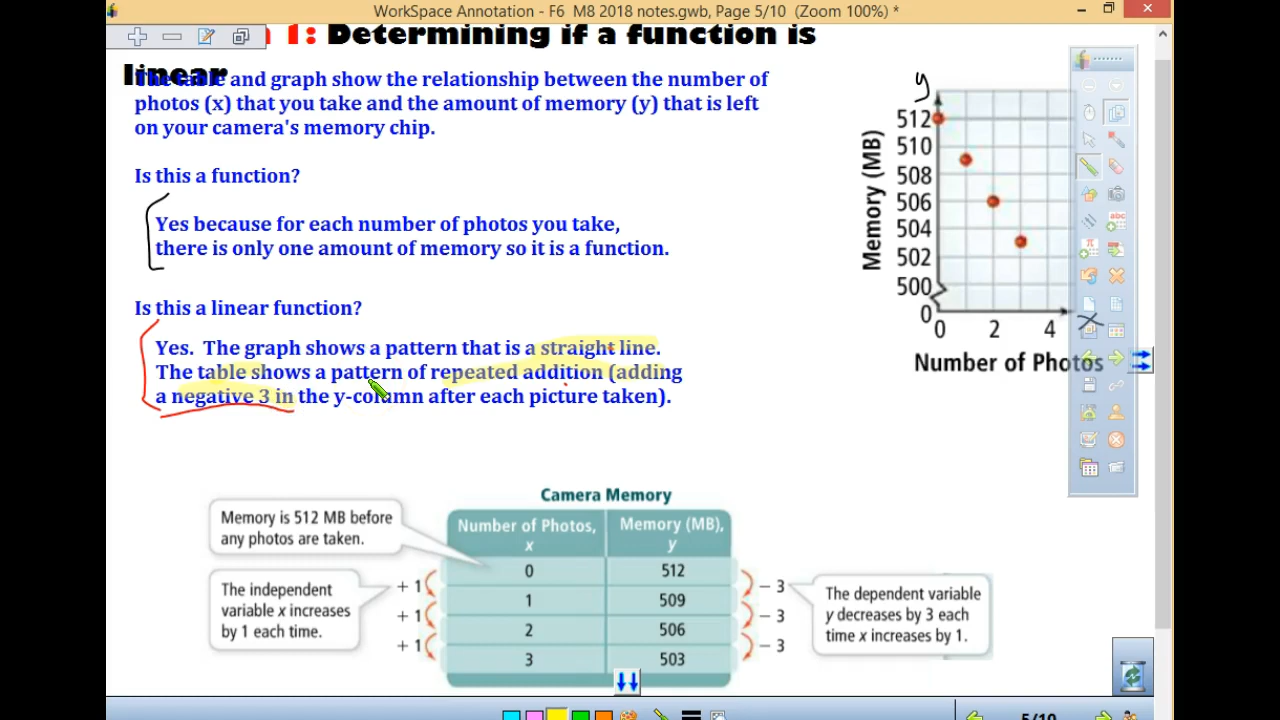 WorkSpace Annotation - F6 M8 2018 notes.gwb, Page 5/10 (Zoom 100%) *
1: Determining if a function is
linear
The table and graph show the relationship between the number of
photos (x) that you take and the amount of memory (y) that is left
on your camera's memory chip.
Is this a function?
Yes because for each number of photos you take,
there is only one amount of memory so it is a function.
Is this a linear function?
Yes. The graph shows a pattern that is a straight line.
The table shows a pattern of repeated addition (adding
a negative 3 in the y-column after each picture taken).
y
Memory (MB)
512
510
508
506
504
502
500
0
0 2 4
x
Number of Photos
abc
π
Camera Memory
Number of Photos, Memory (MB),
x y
0 512
1 509
2 506
3 503
Memory is 512 MB before
any photos are taken.
The independent
variable x increases
by 1 each time.
+ 1
+ 1
+ 1
− 3
− 3
− 3
The dependent variable
y decreases by 3 each
time x increases by 1.
5/10